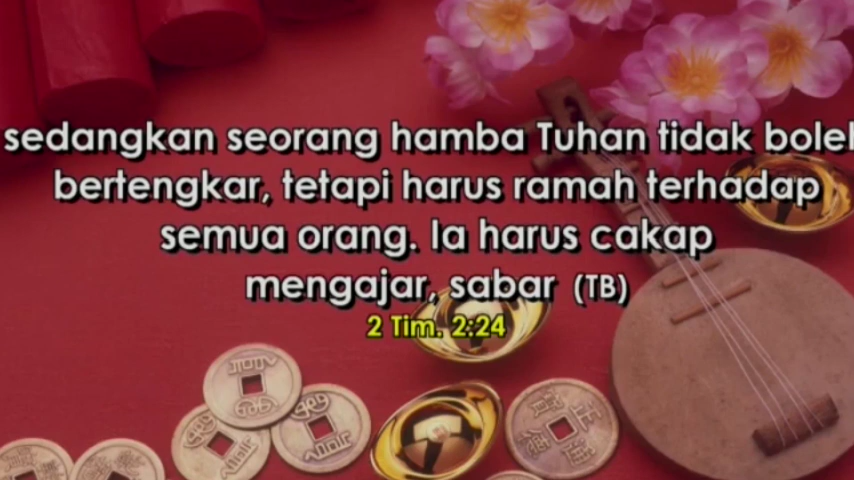 sedangkan seorang hamba Tuhan tidak boleh
bertengkar, tetapi harus ramah terhadap
semua orang. Ia harus cakap
mengajar, sabar (TB)
2 Tim. 2:24